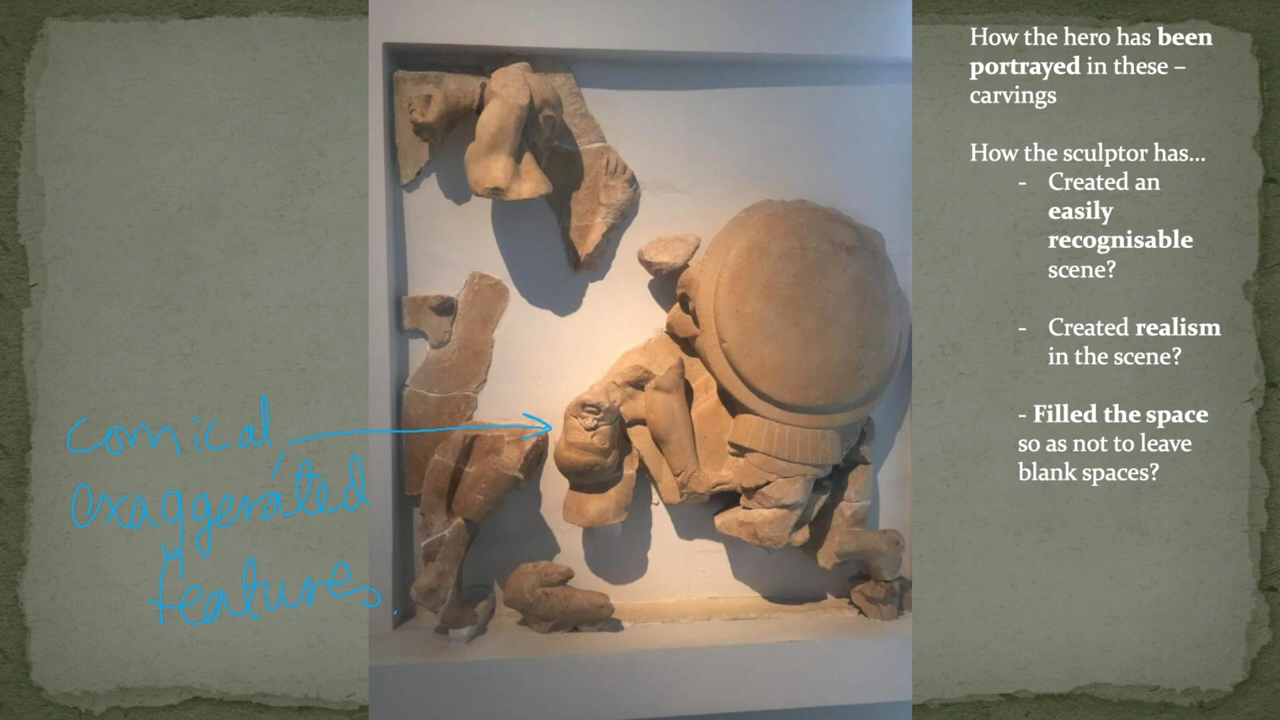 comical,
exaggerated
features.
How the hero has been
portrayed in these –
carvings
How the sculptor has...
- Created an
easily
recognisable
scene?
- Created realism
in the scene?
- Filled the space
so as not to leave
blank spaces?